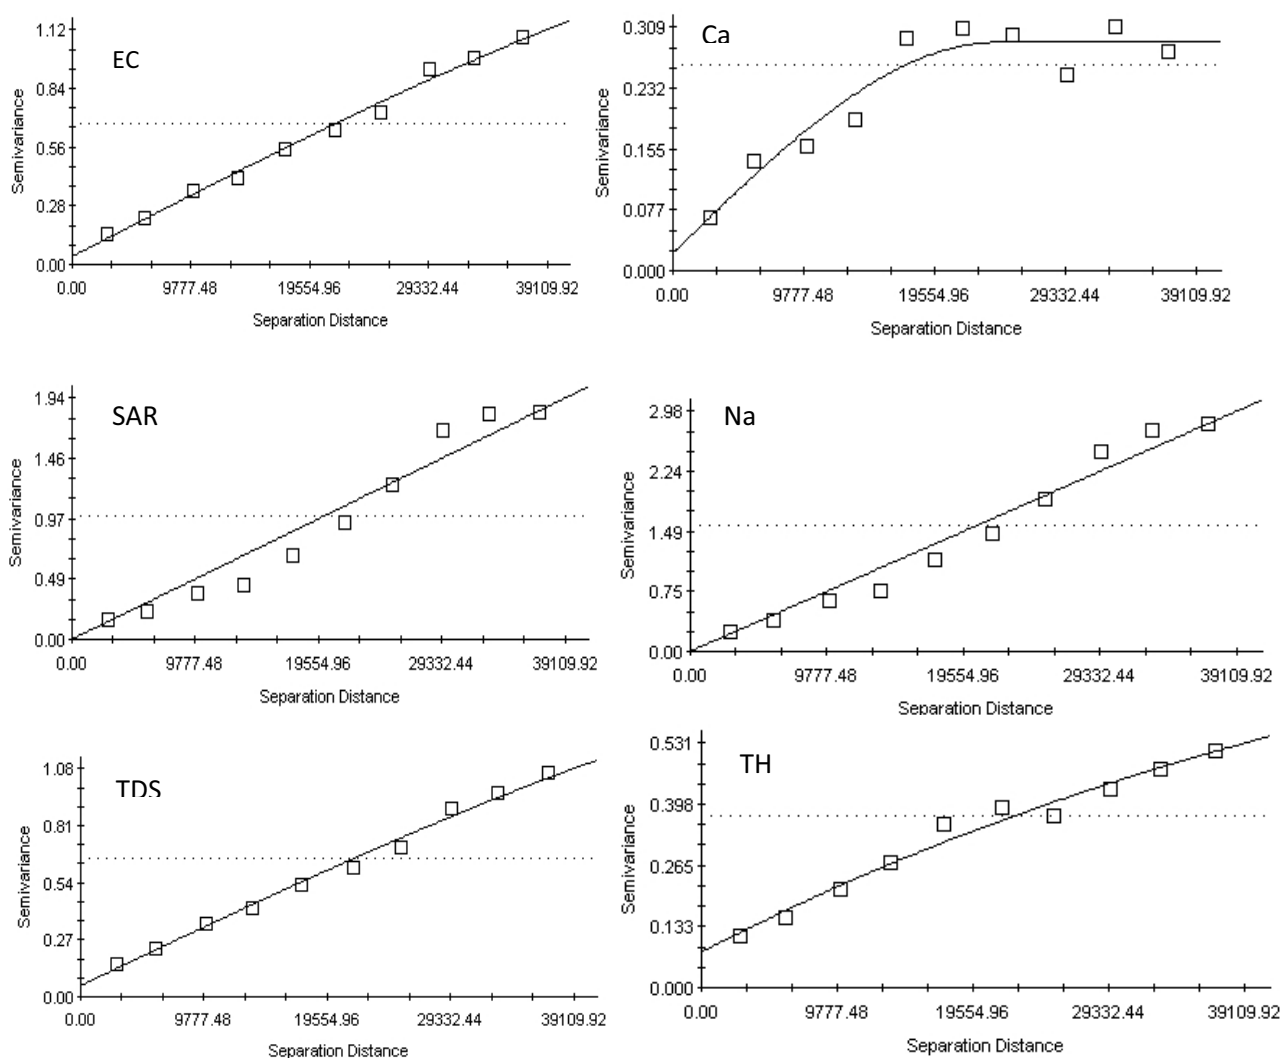 EC
Semivariance
1.12
0.84
0.56
0.28
0.00
0.00 9777.48 19554.96 29332.44 39109.92
Separation Distance
Ca
Semivariance
0.309
0.232
0.155
0.077
0.000
0.00 9777.48 19554.96 29332.44 39109.92
Separation Distance
SAR
Semivariance
1.94
1.46
0.97
0.49
0.00
0.00 9777.48 19554.96 29332.44 39109.92
Separation Distance
Na
Semivariance
2.98
2.24
1.49
0.75
0.00
0.00 9777.48 19554.96 29332.44 39109.92
Separation Distance
TDS
Semivariance
1.08
0.81
0.54
0.27
0.00
0.00 9777.48 19554.96 29332.44 39109.92
Separation Distance
TH
Semivariance
0.531
0.398
0.265
0.133
0.000
0.00 9777.48 19554.96 29332.44 39109.92
Separation Distance